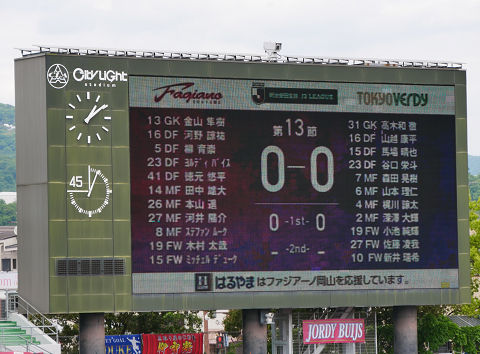 CITY LIGHT
stadium
Fagiano
OKAYAMA
明治安田生命 J2 LEAGUE
TOKYO VERDY
45
第13節
0-0
0 -1st- 0
-2nd-
13 GK 金山 隼樹
16 DF 河野 諒祐
5 DF 柳 育崇
23 DF ヨルディ バイス
41 DF 徳元 悠平
14 MF 田中 雄大
26 MF 本山 遥
27 MF 河井 陽介
8 MF ステファン ムーク
19 FW 木村 太哉
15 FW ミッチェル デューク
31 GK 高木和 徹
16 DF 山越 康平
15 DF 馬場 晴也
23 DF 谷口 栄斗
7 MF 森田 晃樹
6 MF 山本 理仁
4 MF 梶川 諒太
2 MF 深澤 大輝
19 FW 小池 純輝
27 FW 佐藤 凌我
10 FW 新井 瑞希
はるやまはファジアーノ岡山を応援しています。
JORDY BUIJS